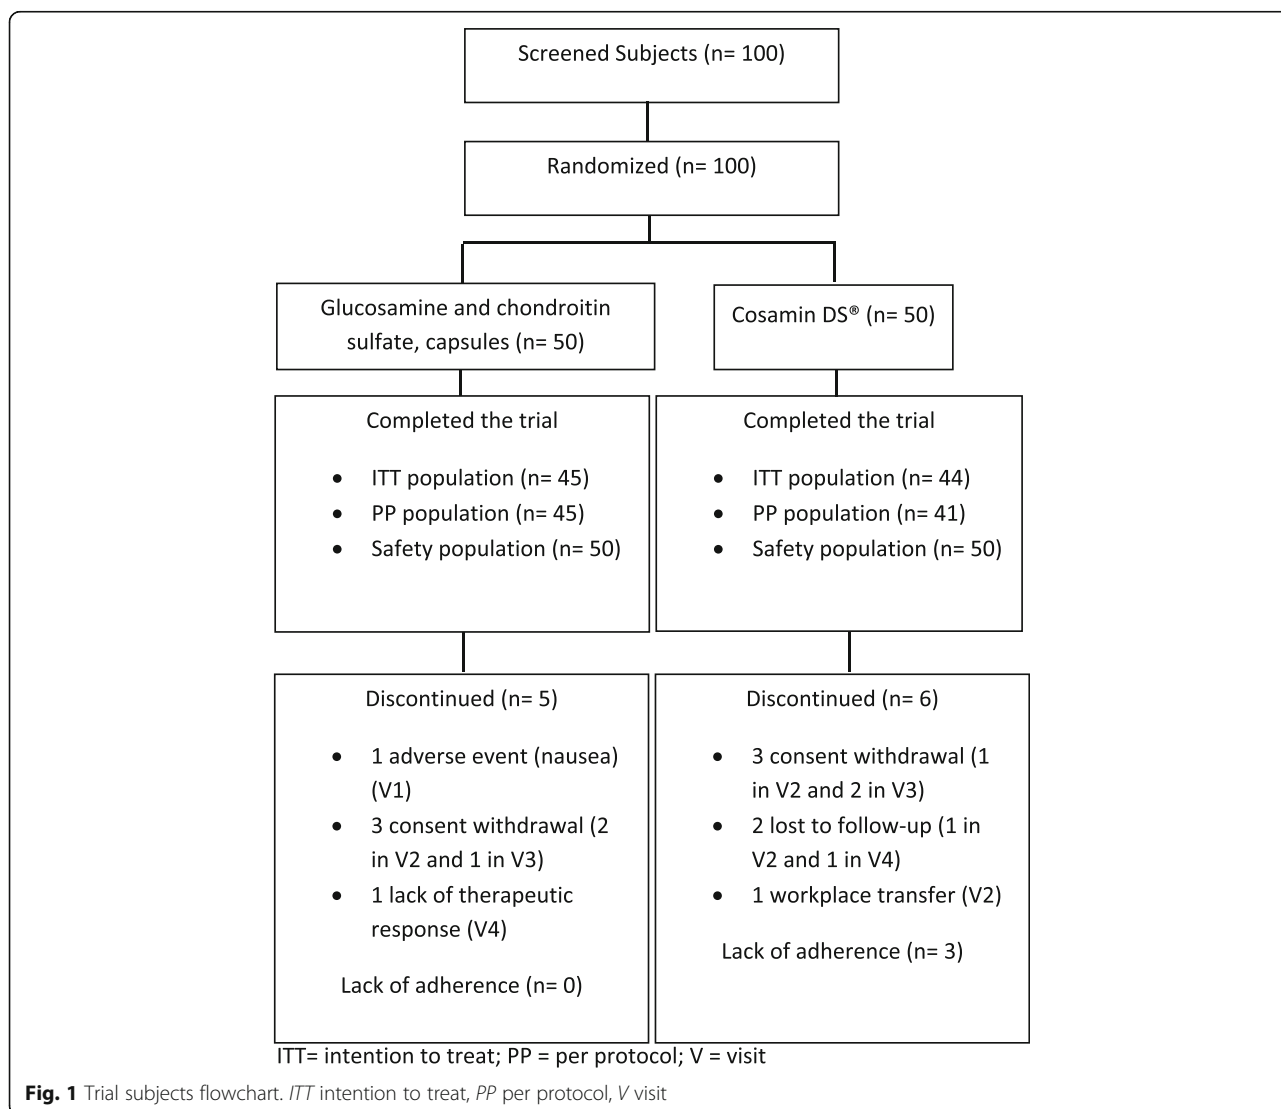 Screened Subjects (n= 100)
Randomized (n= 100)
Glucosamine and chondroitin
sulfate, capsules (n= 50)
Cosamin DS® (n= 50)
Completed the trial
• ITT population (n= 45)
• PP population (n= 45)
• Safety population (n= 50)
Completed the trial
• ITT population (n= 44)
• PP population (n= 41)
• Safety population (n= 50)
Discontinued (n= 5)
• 1 adverse event (nausea)
(V1)
• 3 consent withdrawal (2
in V2 and 1 in V3)
• 1 lack of therapeutic
response (V4)
Lack of adherence (n= 0)
Discontinued (n= 6)
• 3 consent withdrawal (1
in V2 and 2 in V3)
• 2 lost to follow-up (1 in
V2 and 1 in V4)
• 1 workplace transfer (V2)
Lack of adherence (n= 3)
ITT= intention to treat; PP = per protocol; V = visit
Fig. 1 Trial subjects flowchart. ITT intention to treat, PP per protocol, V visit